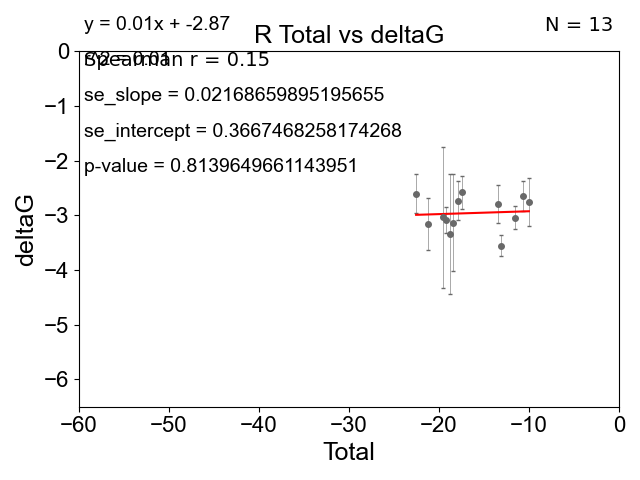 y = 0.01x + -2.87
N = 13
R Total vs deltaG
Spearman r = 0.15
se_slope = 0.02168659895195655
se_intercept = 0.3667468258174268
p-value = 0.8139649661143951
deltaG
0
−1
−2
−3
−4
−5
−6
−60
−50
−40
−30
−20
−10
0
Total